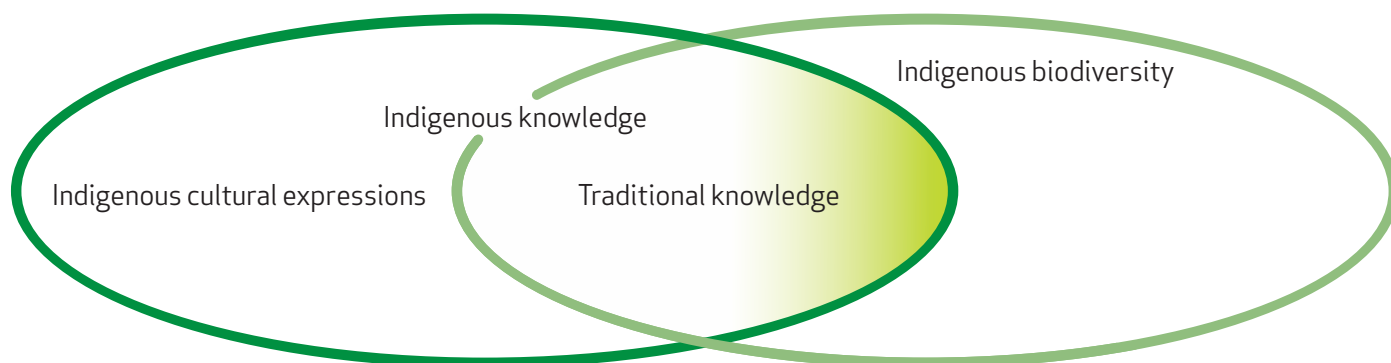 Indigenous biodiversity
Indigenous knowledge
Indigenous cultural expressions
Traditional knowledge